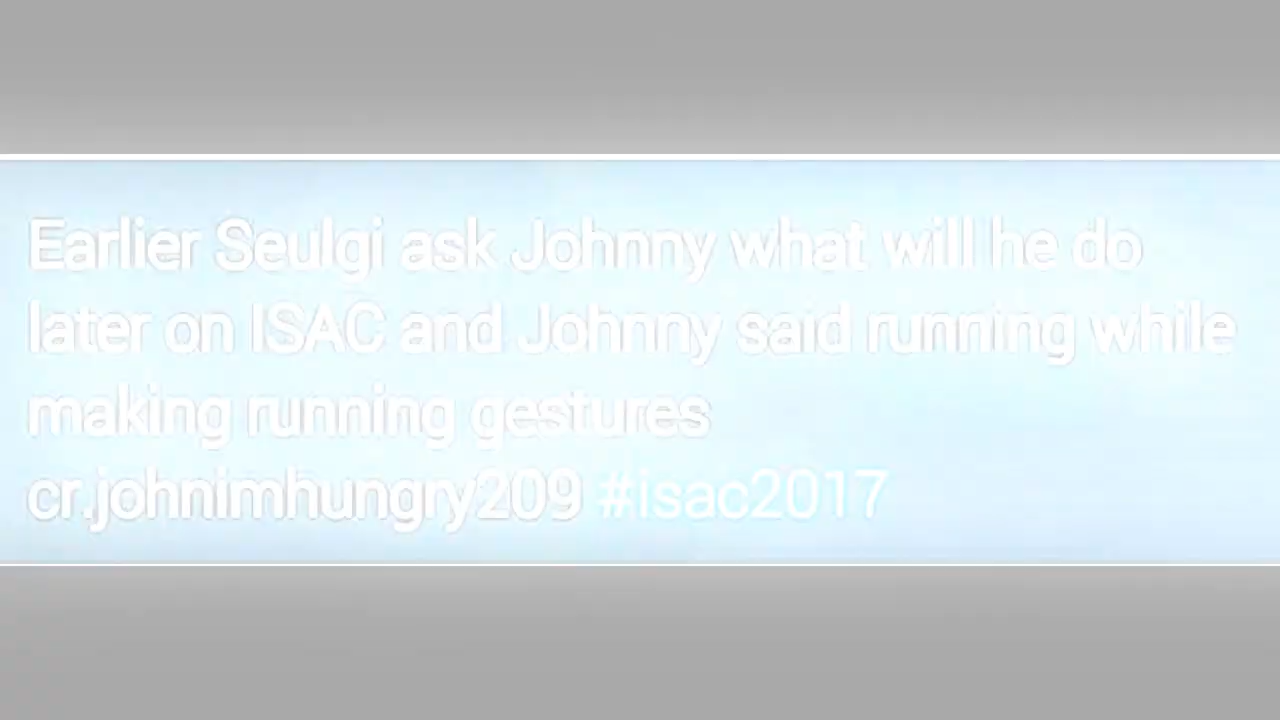 Earlier Seulgi ask Johnny what will he do
later on ISAC and Johnny said running while
making running gestures
cr.johnimhungry209 #isac2017